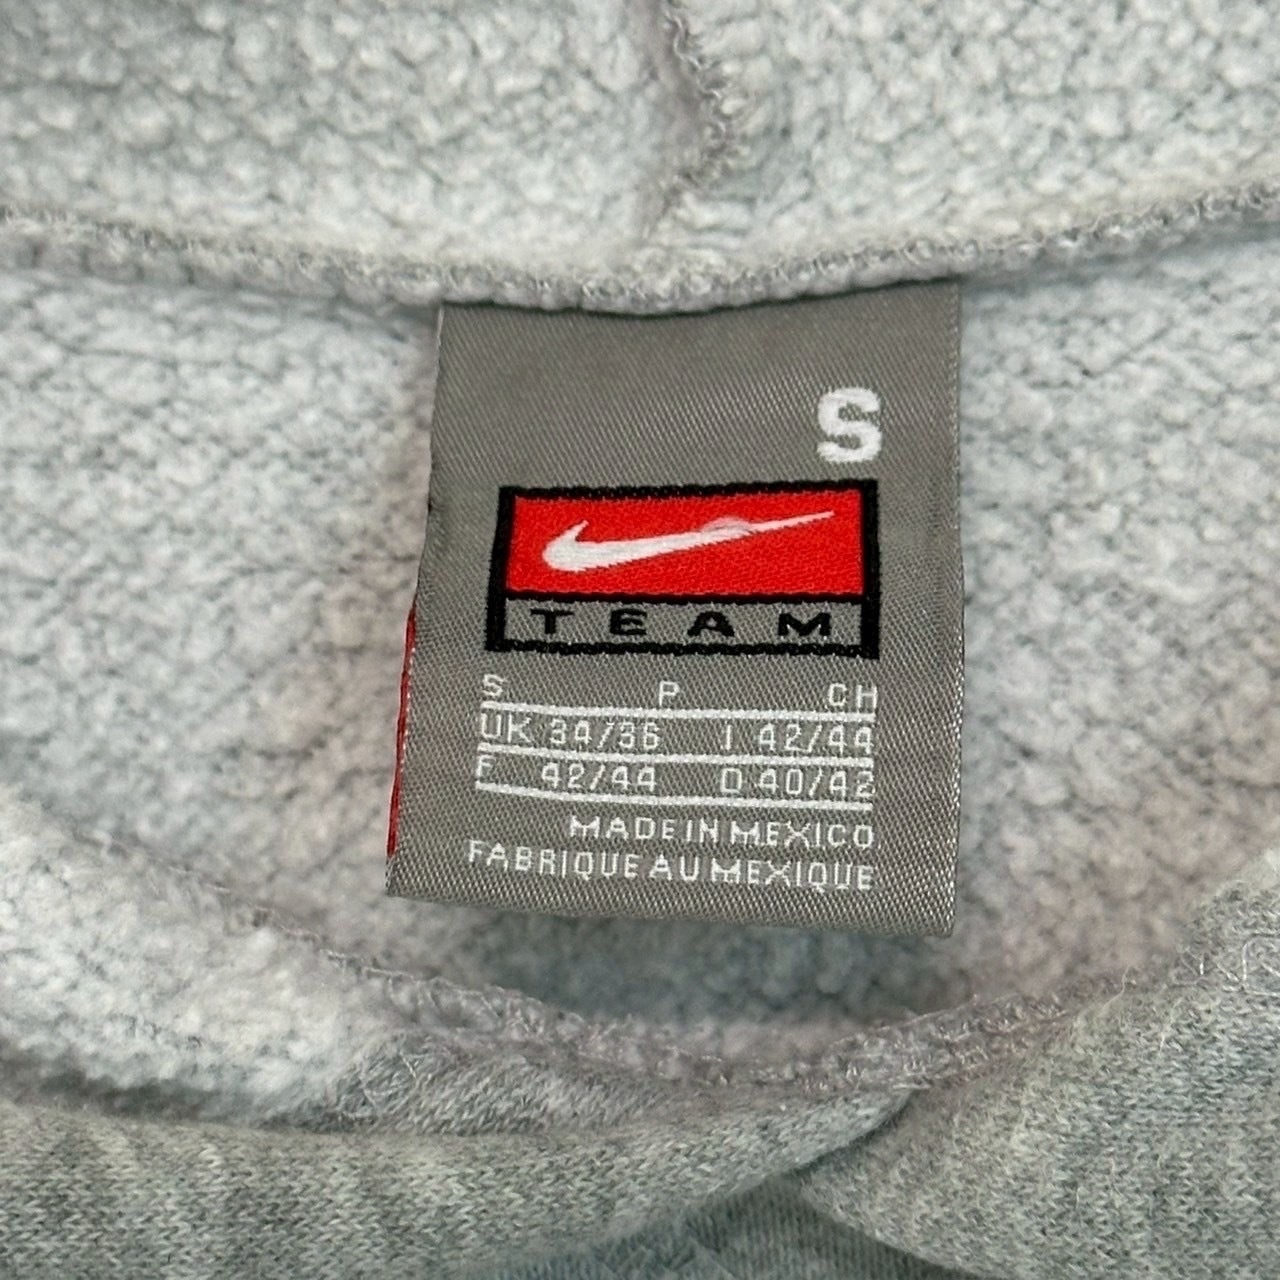 S
TEAM
S P CH
UK 34/36 I 42/44
F 42/44 D 40/42
MADE IN MEXICO
FABRIQUE AU MEXIQUE